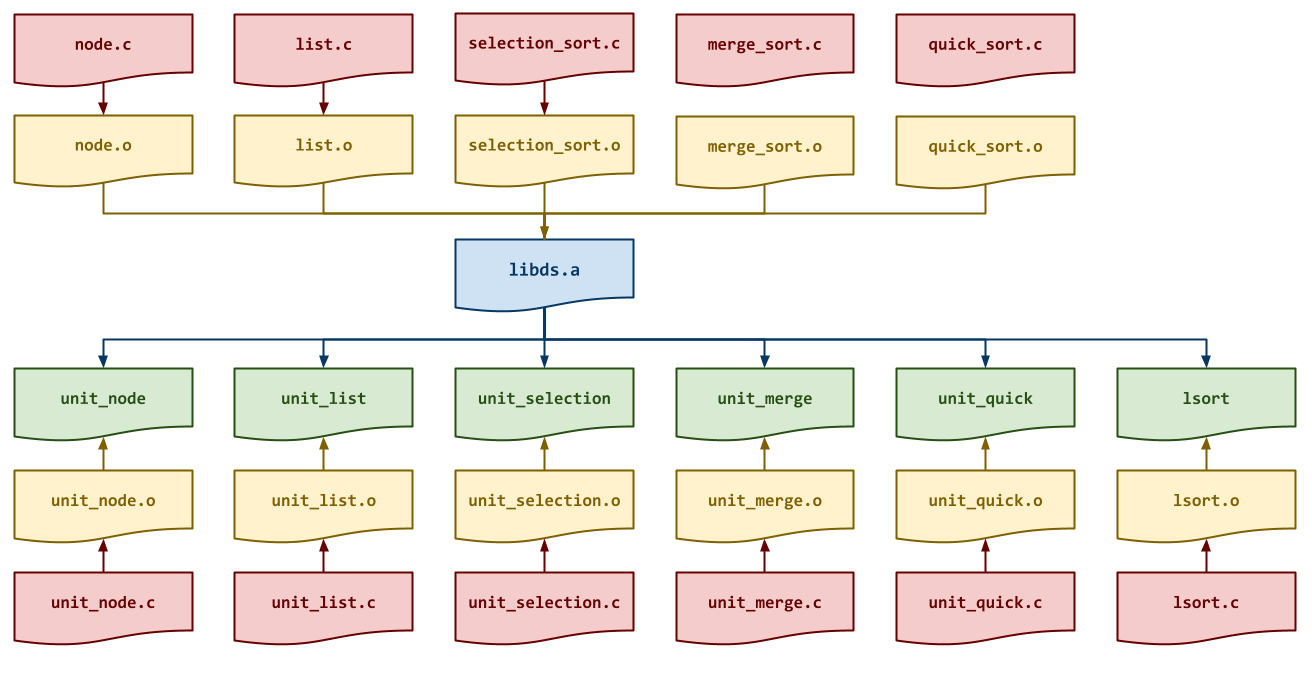 node.c
list.c
selection_sort.c
merge_sort.c
quick_sort.c
node.o
list.o
selection_sort.o
merge_sort.o
quick_sort.o
libds.a
unit_node
unit_list
unit_selection
unit_merge
unit_quick
lsort
unit_node.o
unit_list.o
unit_selection.o
unit_merge.o
unit_quick.o
lsort.o
unit_node.c
unit_list.c
unit_selection.c
unit_merge.c
unit_quick.c
lsort.c